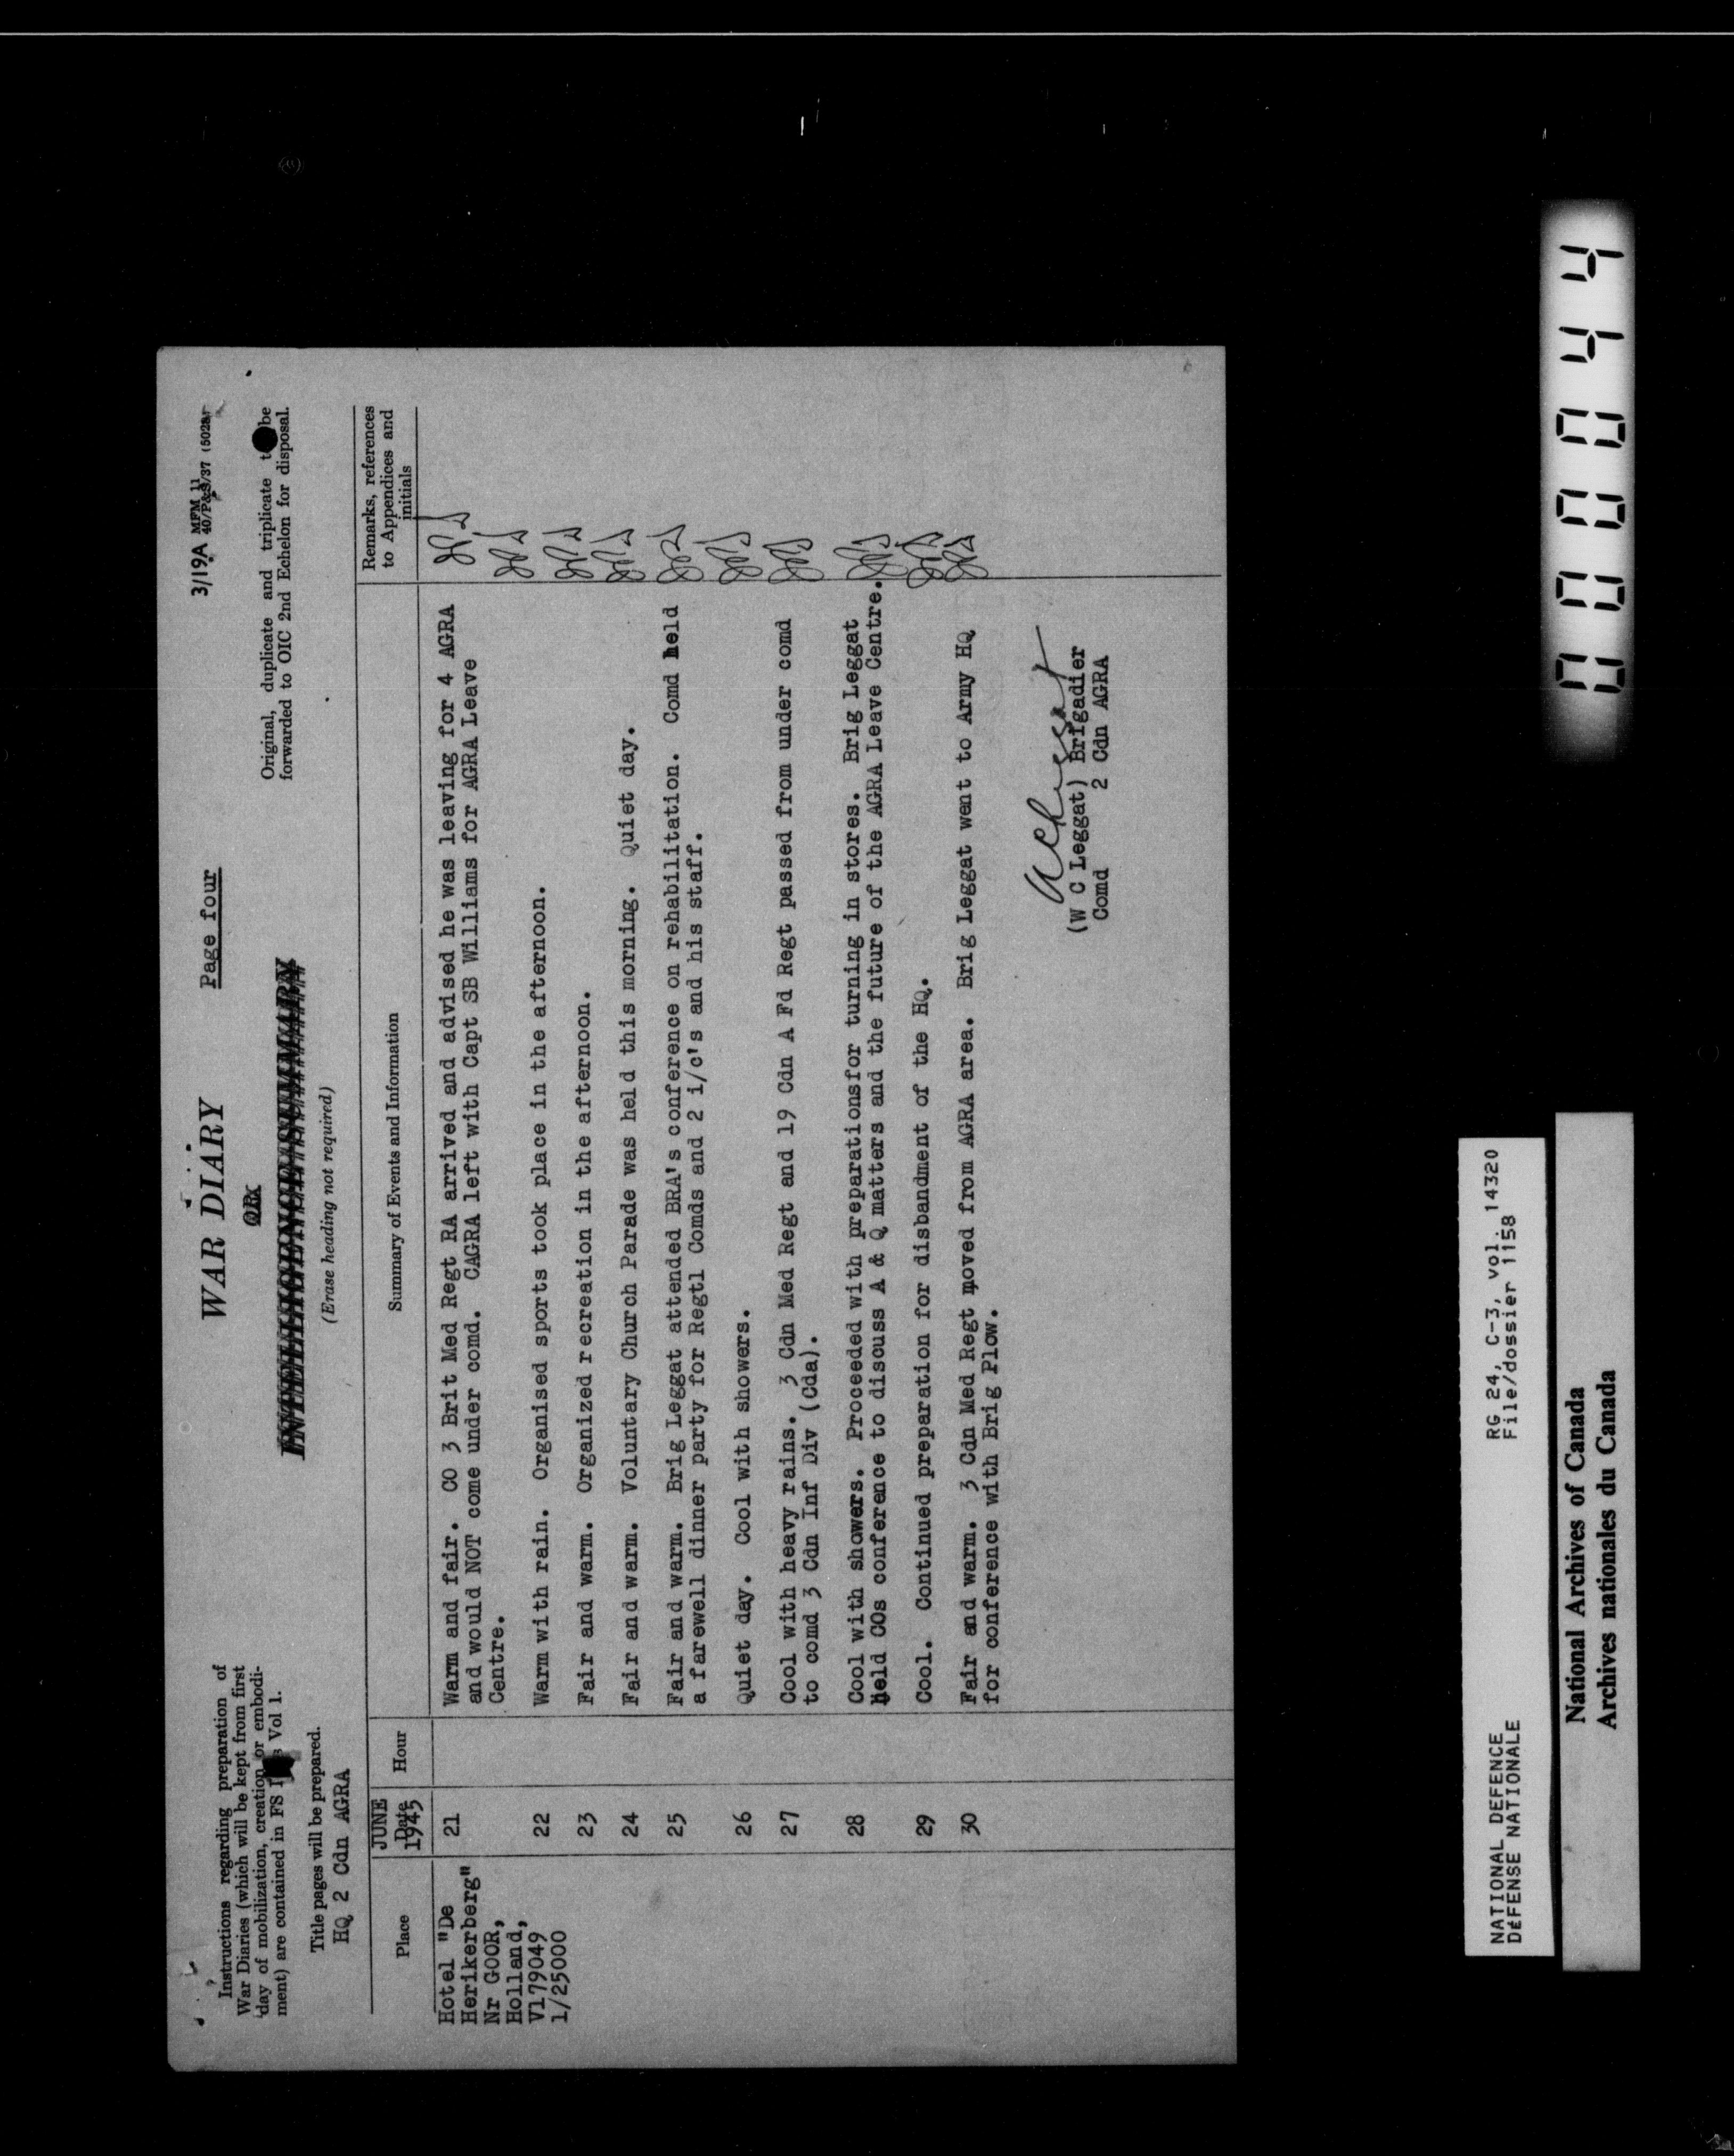 3/19A MFM 11
Instructions regarding preparation of
War Diaries (which will be kept from first
day of mobilization, creation or embodi-
ment) are contained in FS Vol 1.
Title pages will be prepared.
HQ 2 Cdn AGRA
WAR DIARY
OR
INTELLIGENCE SUMMARY
(Erase heading not required)
Page four
Original, duplicate and triplicate to be
forwarded to OIC 2nd Echelon for disposal.
Place
JUNE
Date
1945
Hour
Summary of Events and Information
Remarks, references
to Appendices and
initials
Hotel "De
Herikerberg"
Nr GOOR,
Holland,
V179049
1/25000
21 Warm and fair. CO 3 Brit Med Regt RA arrived and advised he was leaving for 4 AGRA
and would NOT come under comd. CAGRA left with Capt SB Williams for AGRA Leave
Centre.
22 Warm with rain. Organised sports took place in the afternoon.
23 Fair and warm. Organized recreation in the afternoon.
24 Fair and warm. Voluntary Church Parade was held this morning. Quiet day.
25 Fair and warm. Brig Leggat attended BRA's conference on rehabilitation. Comd held
a farewell dinner party for Regtl Comds and 2 i/c's and his staff.
26 Quiet day. Cool with showers.
27 Cool with heavy rains. 3 Cdn Med Regt and 19 Cdn A Fd Regt passed from under comd
to comd 3 Cdn Inf Div (Cda).
28 Cool with showers. Proceeded with preparationsfor turning in stores. Brig Leggat
held COs conference to discuss A & Q matters and the future of the AGRA Leave Centre.
29 Cool. Continued preparation for disbandment of the HQ.
30 Fair and warm. 3 Cdn Med Regt moved from AGRA area. Brig Leggat went to Army HQ
for conference with Brig Plow.
(W C Leggat) Brigadier
Comd 2 Cdn AGRA
NATIONAL DEFENCE RG 24, C-3, vol. 14320
DÉFENSE NATIONALE File/dossier 1158
National Archives of Canada
Archives nationales du Canada
000044